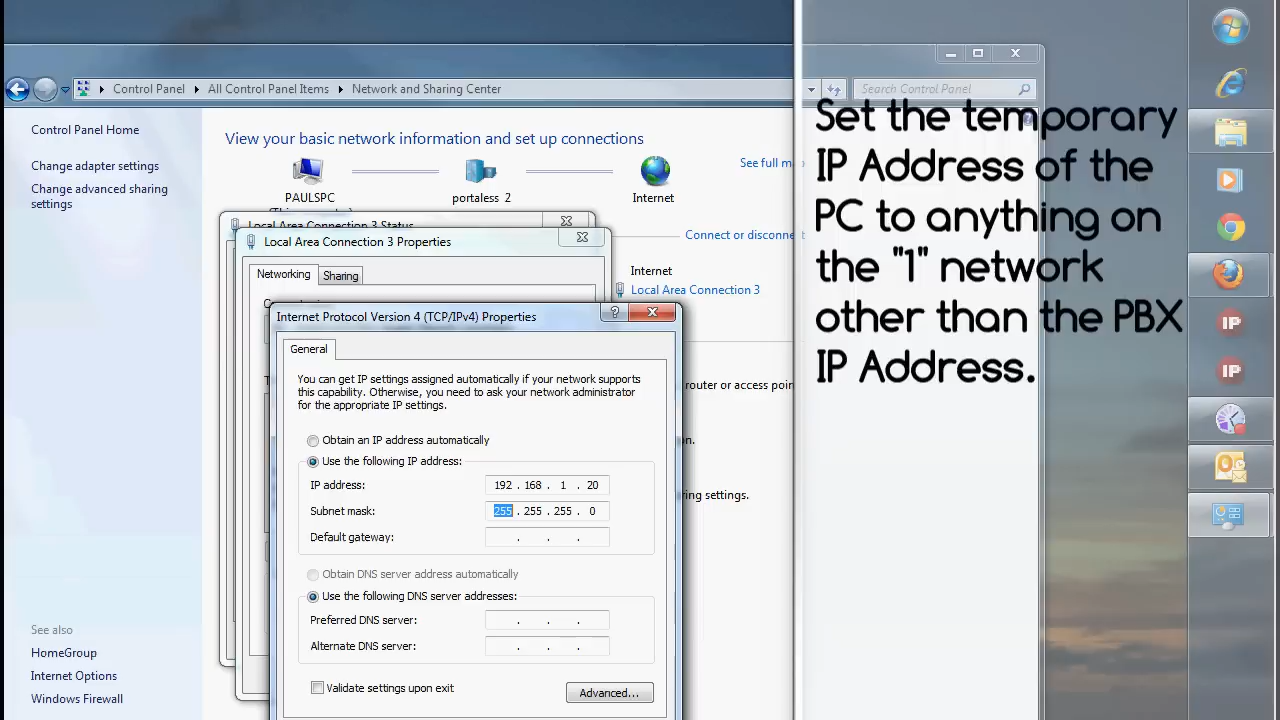 Control Panel
All Control Panel Items
Network and Sharing Center
Search Control Panel
Control Panel Home
Change adapter settings
Change advanced sharing
settings
See also
HomeGroup
Internet Options
Windows Firewall
View your basic network information and set up connections
See full
PAULSPC
portaless 2
Internet
Connect or disconnect
Internet
Local Area Connection 3
router or access
settings.
Local Area Connection 3 Status
Local Area Connection 3 Properties
Networking
Sharing
Internet Protocol Version 4 (TCP/IPv4) Properties
?
General
You can get IP settings assigned automatically if your network supports
this capability. Otherwise, you need to ask your network administrator
for the appropriate IP settings.
Obtain an IP address automatically
Use the following IP address:
IP address: 192 . 168 . 1 . 20
Subnet mask: 255 . 255 . 255 . 0
Default gateway: . . .
Obtain DNS server address automatically
Use the following DNS server addresses:
Preferred DNS server: . . .
Alternate DNS server: . . .
Validate settings upon exit
Advanced...
Set the temporary
IP Address of the
PC to anything on
the "1" network
other than the PBX
IP Address.
IP
IP